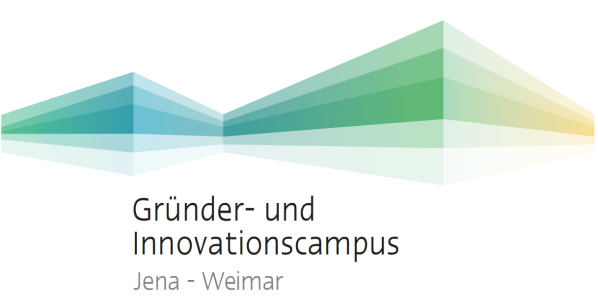 Gründer- und
Innovationscampus
Jena - Weimar